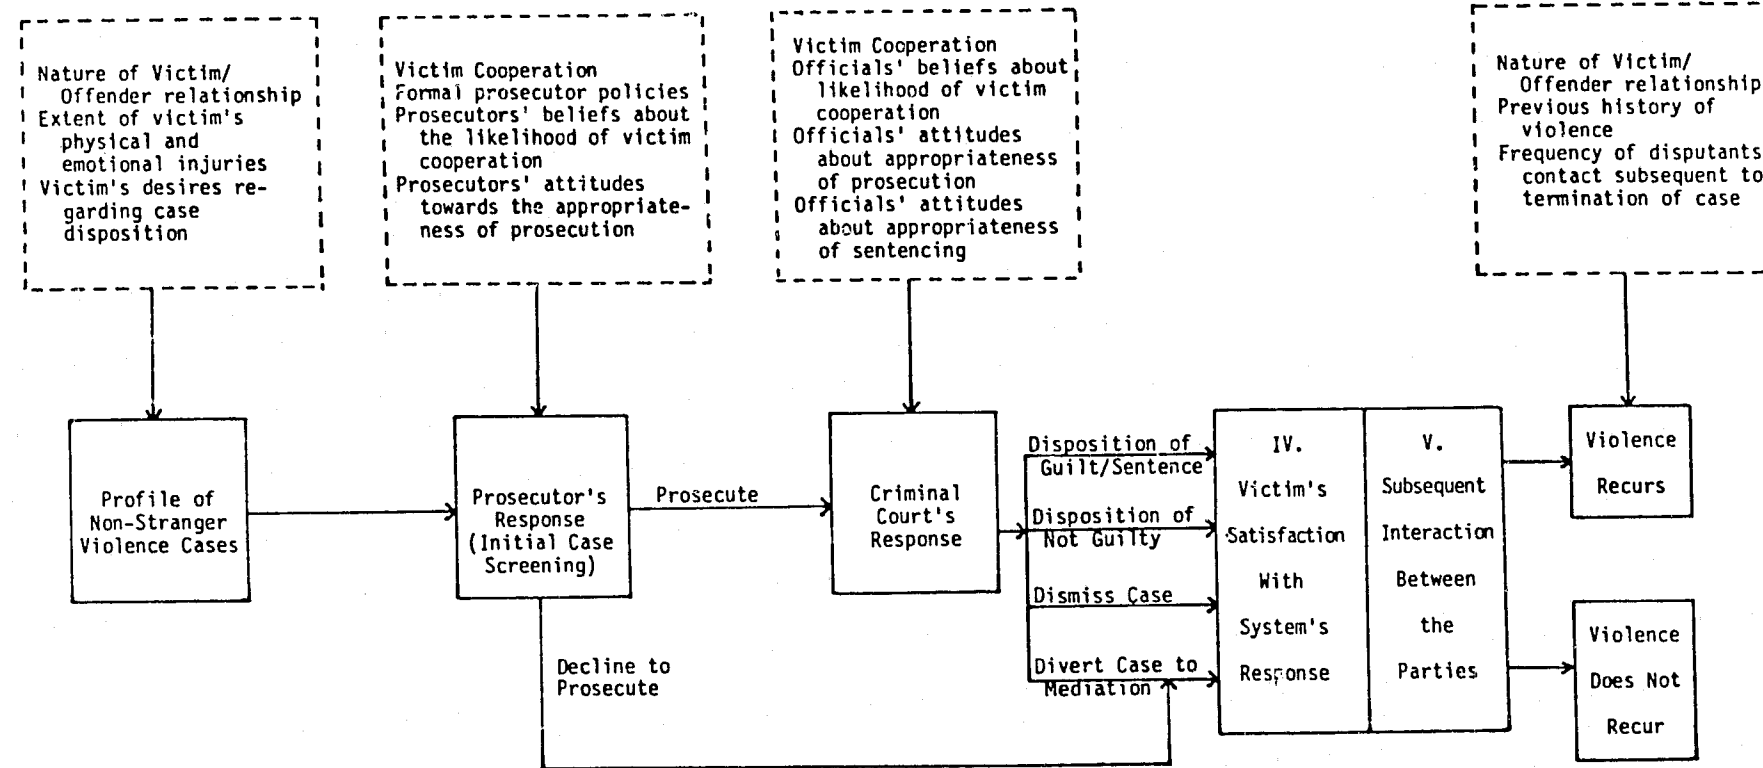 Nature of Victim/
Offender relationship
Extent of victim's
physical and
emotional injuries
Victim's desires re-
garding case
disposition
Victim Cooperation
Formal prosecutor policies
Prosecutors' beliefs about
the likelihood of victim
cooperation
Prosecutors' attitudes
towards the appropriate-
ness of prosecution
Victim Cooperation
Officials' beliefs about
likelihood of victim
cooperation
Officials' attitudes
about appropriateness
of prosecution
Officials' attitudes
about appropriateness
of sentencing
Nature of Victim/
Offender relationship
Previous history of
violence
Frequency of disputants
contact subsequent to
termination of case
Profile of
Non-Stranger
Violence Cases
Prosecutor's
Response
(Initial Case
Screening)
Prosecute
Decline to
Prosecute
Criminal
Court's
Response
Disposition of
Guilt/Sentence
Disposition of
Not Guilty
Dismiss Case
Divert Case to
Mediation
IV.
Victim's
Satisfaction
With
System's
Response
V.
Subsequent
Interaction
Between
the
Parties
Violence
Recurs
Violence
Does Not
Recur